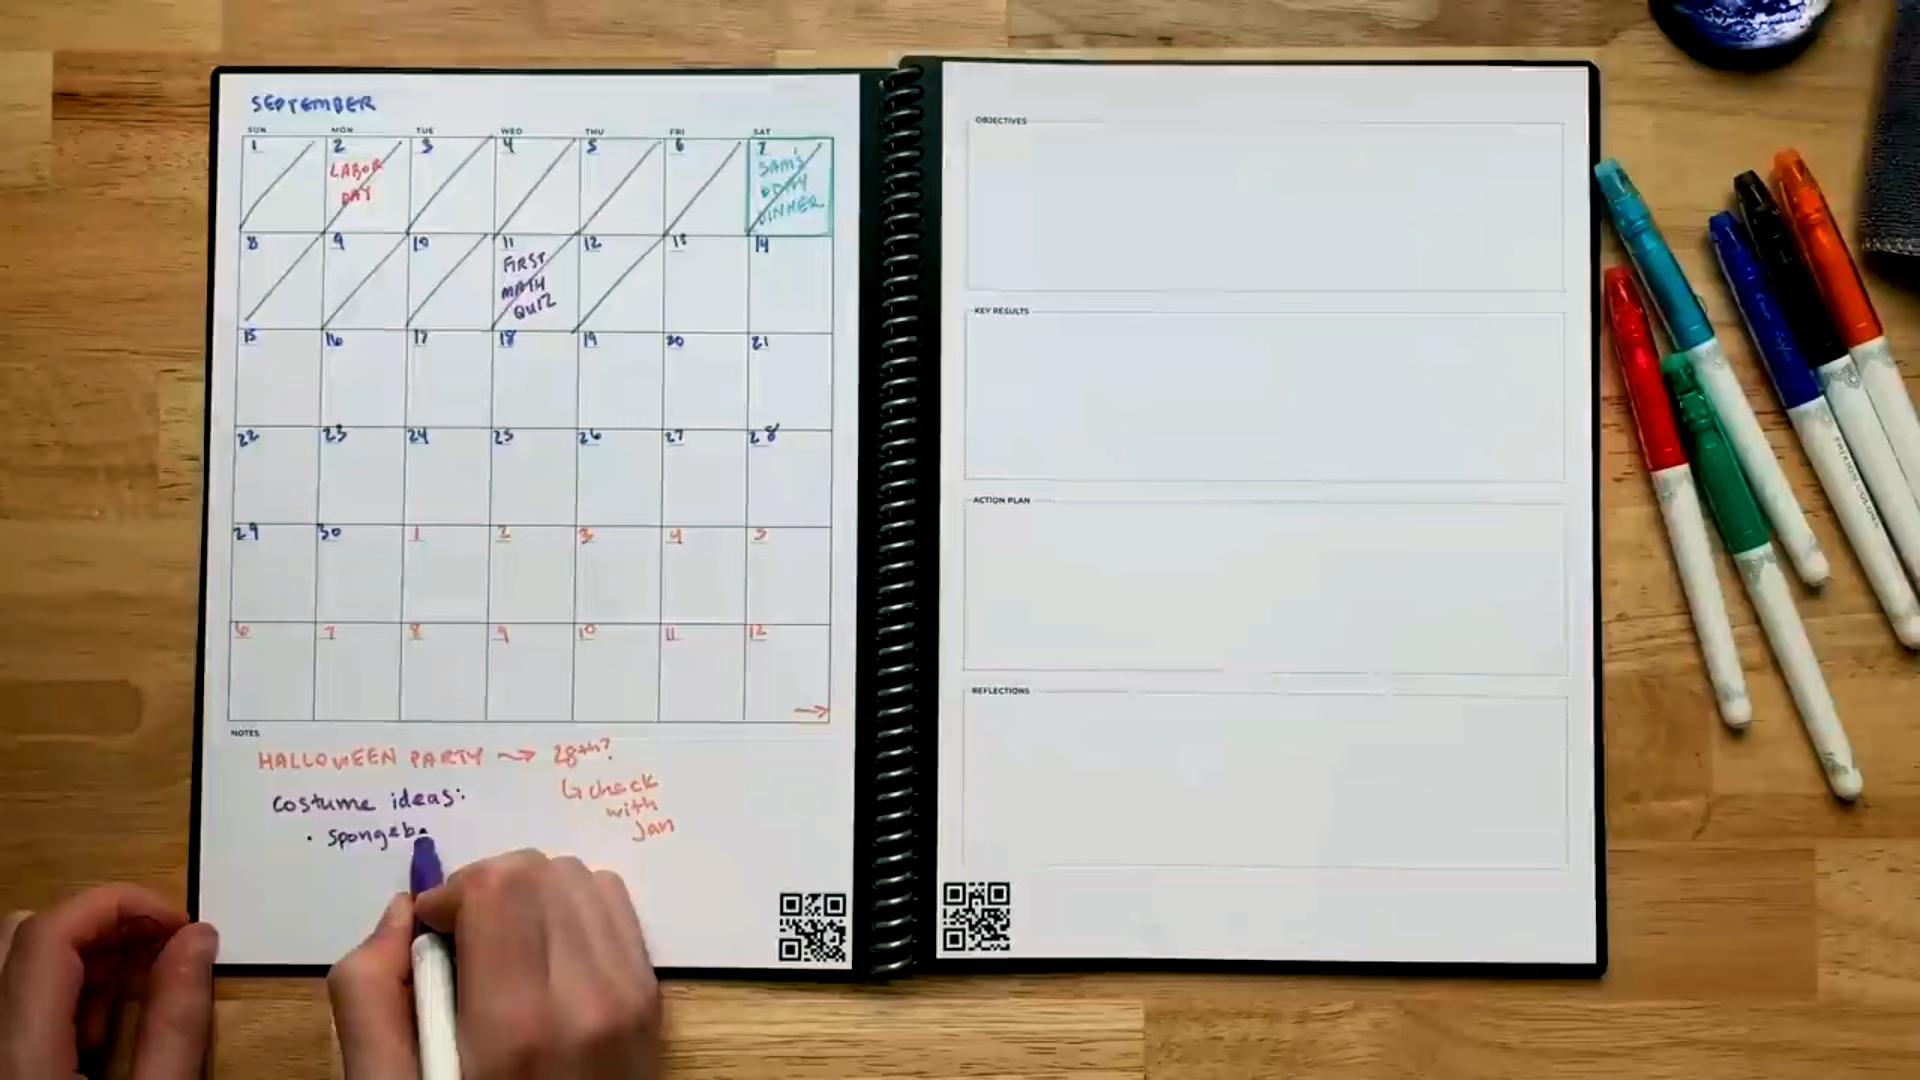 SEPTEMBER
SUN MON TUE WED THU FRI SAT
1 2 3 4 5 6 7
LABOR
DAY
SAM'S
BDAY
DINNER
8 9 10 11 12 13 14
FIRST
MATH
QUIZ
15 16 17 18 19 20 21
22 23 24 25 26 27 28
29 30 1 2 3 4 5
6 7 8 9 10 11 12
NOTES
HALLOWEEN PARTY → 28th?
check
with
Jan
costume ideas:
• spongeb
OBJECTIVES
KEY RESULTS
ACTION PLAN
REFLECTIONS